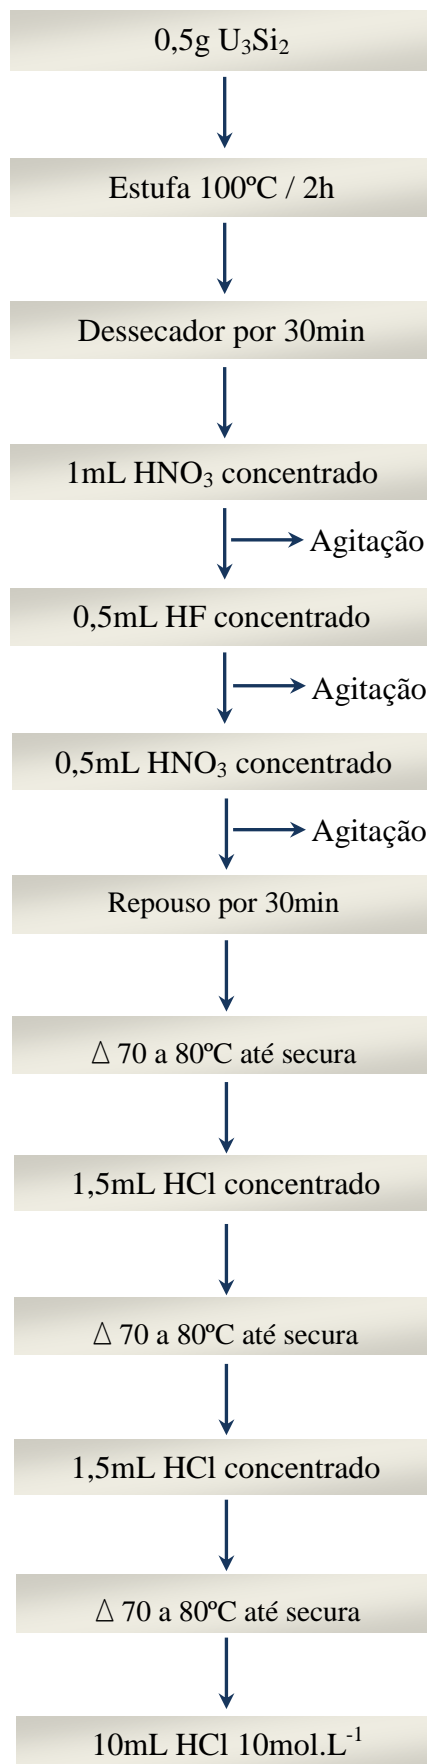 0,5g U₃Si₂
Estufa 100ºC / 2h
Dessecador por 30min
1mL HNO₃ concentrado
Agitação
0,5mL HF concentrado
Agitação
0,5mL HNO₃ concentrado
Agitação
Repouso por 30min
△ 70 a 80ºC até secura
1,5mL HCl concentrado
△ 70 a 80ºC até secura
1,5mL HCl concentrado
△ 70 a 80ºC até secura
10mL HCl 10mol.L⁻¹